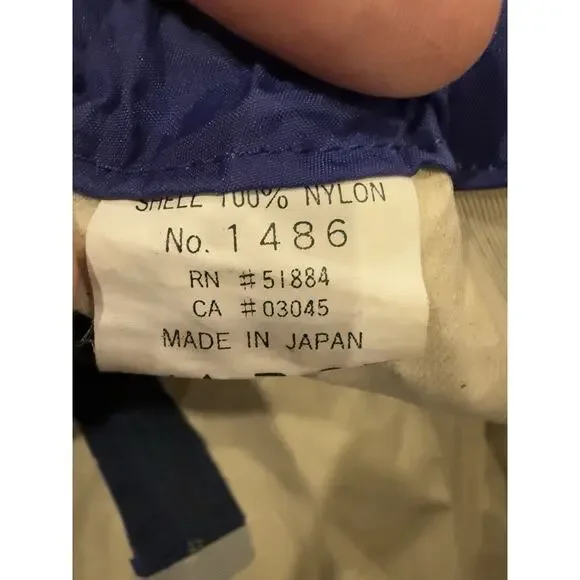 SHELL 100% NYLON
No. 1486
RN #51884
CA #03045
MADE IN JAPAN